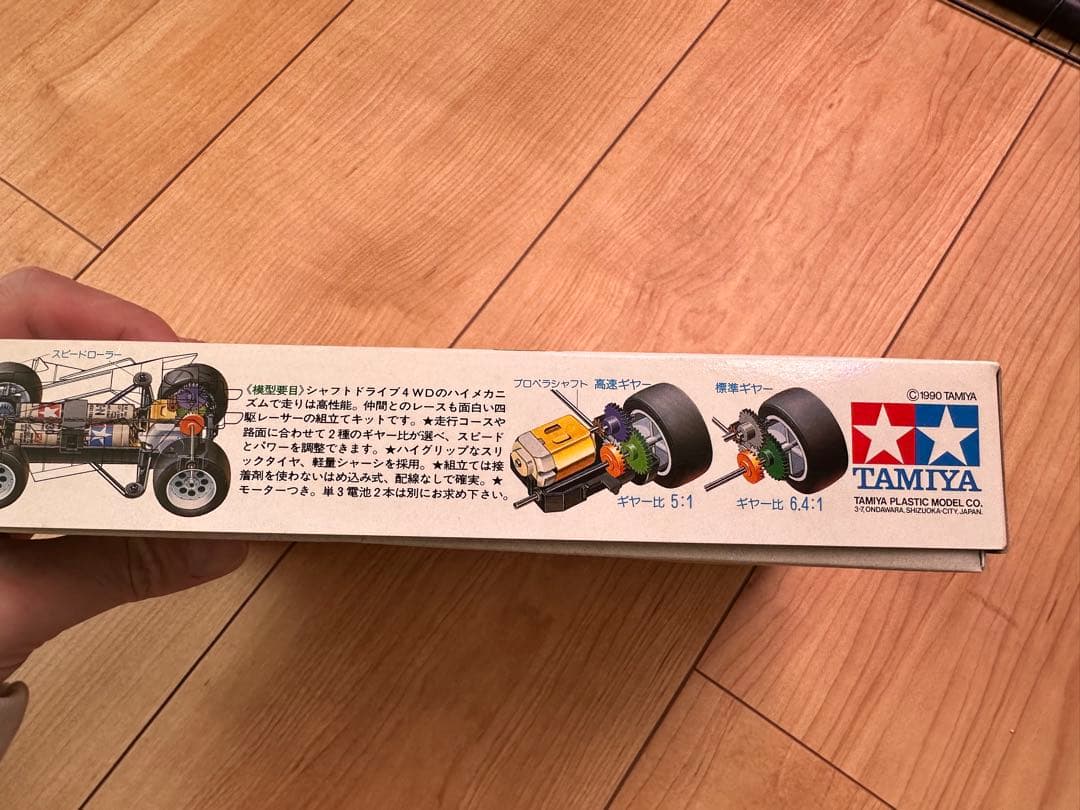 スピードローラー
《模型要目》シャフトドライブ4WDのハイメカニ
ズムで走りは高性能。仲間とのレースも面白い四
駆レーサーの組立てキットです。★走行コースや
路面に合わせて2種のギヤー比が選べ、スピード
とパワーを調整できます。★ハイグリップなスリ
ックタイヤ、軽量シャーシを採用。★組立ては接
着剤を使わないはめ込み式、配線なしで確実。★
モーターつき。単3電池2本は別にお求め下さい。
プロペラシャフト
高速ギヤー
ギヤー比 5:1
標準ギヤー
ギヤー比 6.4:1
©1990 TAMIYA
TAMIYA
TAMIYA PLASTIC MODEL CO.
3-7, ONDAWARA, SHIZUOKA-CITY, JAPAN.